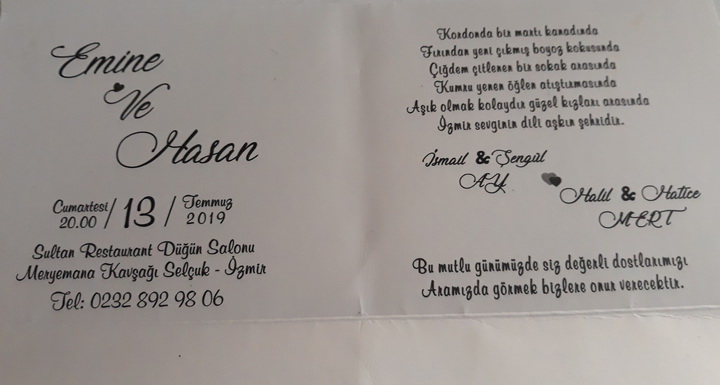 Emine
Ve
Hasan
Cumartesi
20.00 / 13 / Temmuz
2019
Sultan Restaurant Düğün Salonu
Meryemana Kavşağı Selçuk - İzmir
Tel: 0232 892 98 06
Kordonda bir martı kanadında
Fırından yeni çıkmış boyoz kokusunda
Çiğdem çitlenen bir sokak arasında
Kumru yenen öğlen atıştırmasında
Aşık olmak kolaydır güzel kızları arasında
İzmir sevginin dili aşkın şehridir.
İsmail & Şengül
AY
Halil & Hatice
MERT
Bu mutlu günümüzde siz değerli dostlarımızı
Aramızda görmek bizlere onur verecektir.